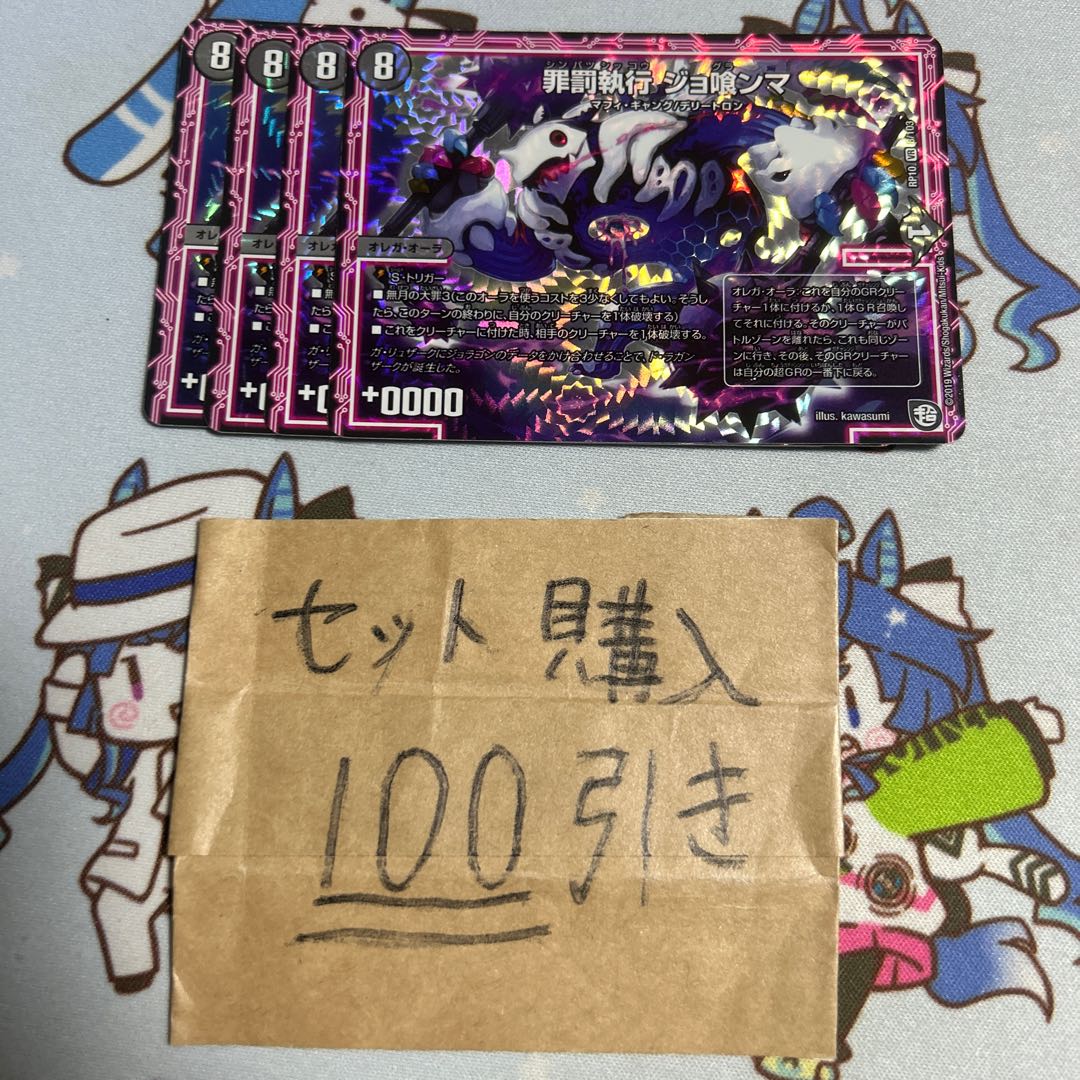 8
8
8
8
シンバツシッコウ グラ
罪罰執行 ジョ喰ンマ
マフィ・ギャング/デリートロン
RP10 VR
オレガ・オーラ
S・トリガー
■無月の大罪3(このオーラを使うコストを3少なくしてもよい。そうし
たら、このターンの終わりに、自分のクリーチャーを1体破壊する)
■これをクリーチャーに付けた時、相手のクリーチャーを1体破壊する。
ガ・リュザークにジョラゴンのデータをかけ合わせることで、ド・ラガン
ザークが誕生した。
+0000
オレガ・オーラ:これを自分のGRクリー
チャー1体に付けるか、1体GR召喚し
てそれに付ける。そのクリーチャーがバ
トルゾーンを離れたら、これも同じゾー
ンに行き、その後、そのGRクリーチャー
は自分の超GRの一番下に戻る。
illus. kawasumi
©2019 Wizards/Shogakukan/Mitsui-Kids
超
セット 購入
100引き